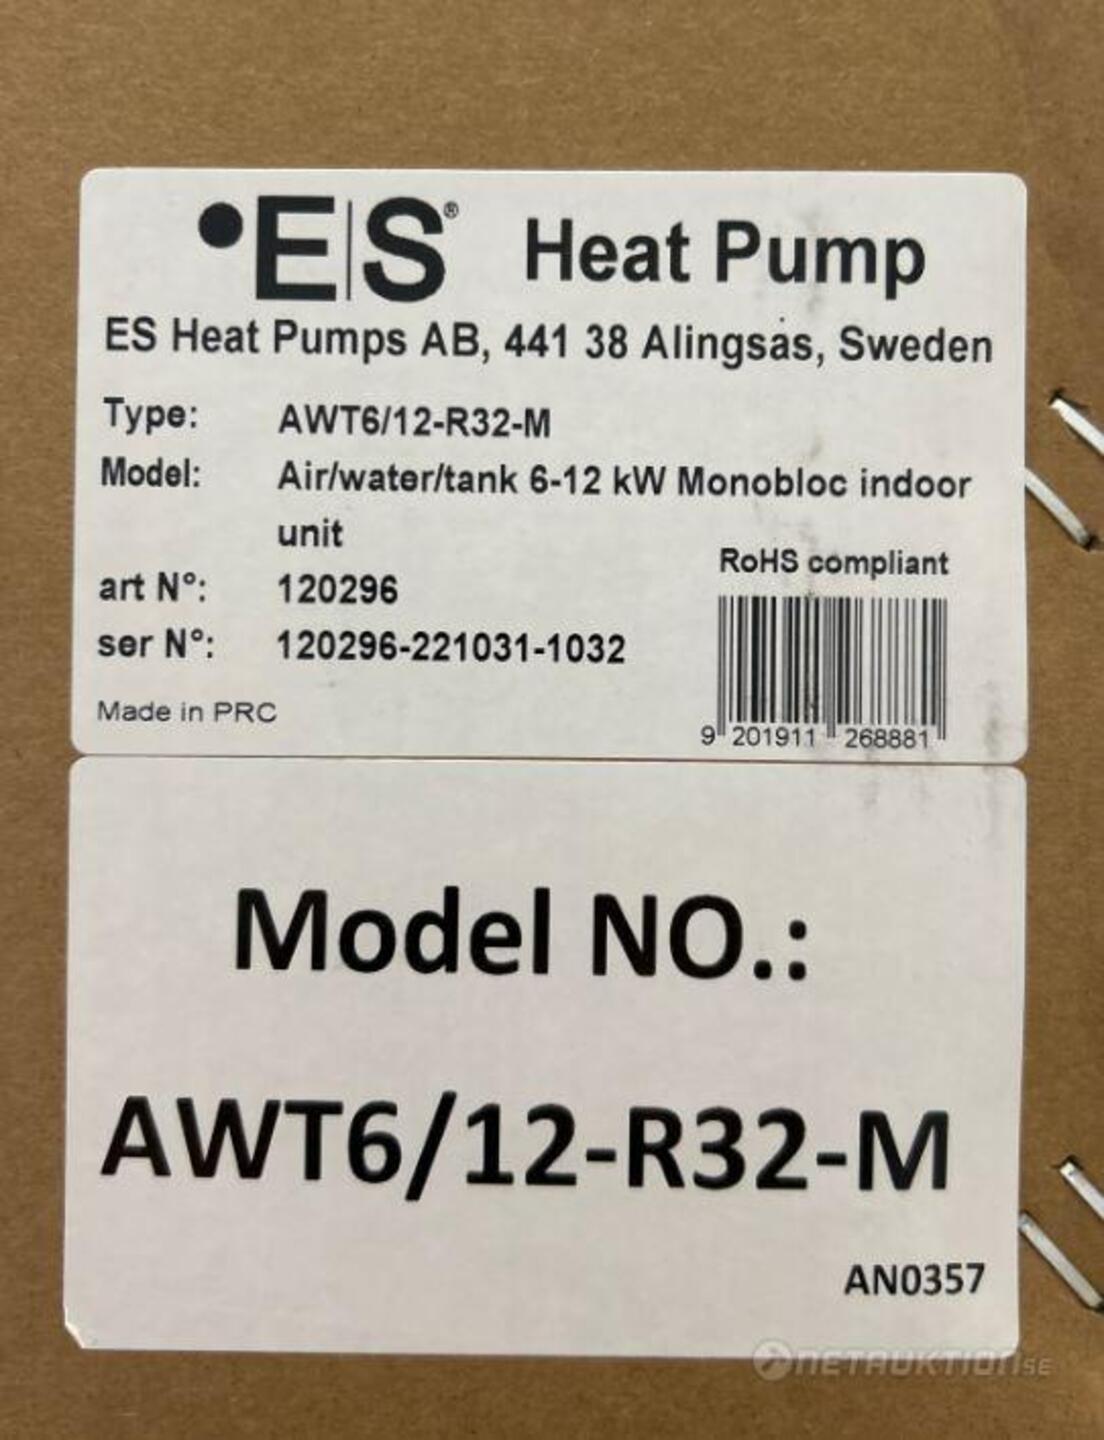 •E|S® Heat Pump
ES Heat Pumps AB, 441 38 Alingsås, Sweden
Type: AWT6/12-R32-M
Model: Air/water/tank 6-12 kW Monobloc indoor
unit
RoHS compliant
art N°: 120296
ser N°: 120296-221031-1032
Made in PRC
9 201911 268881
Model NO.:
AWT6/12-R32-M
AN0357
NETAUKTION.SE